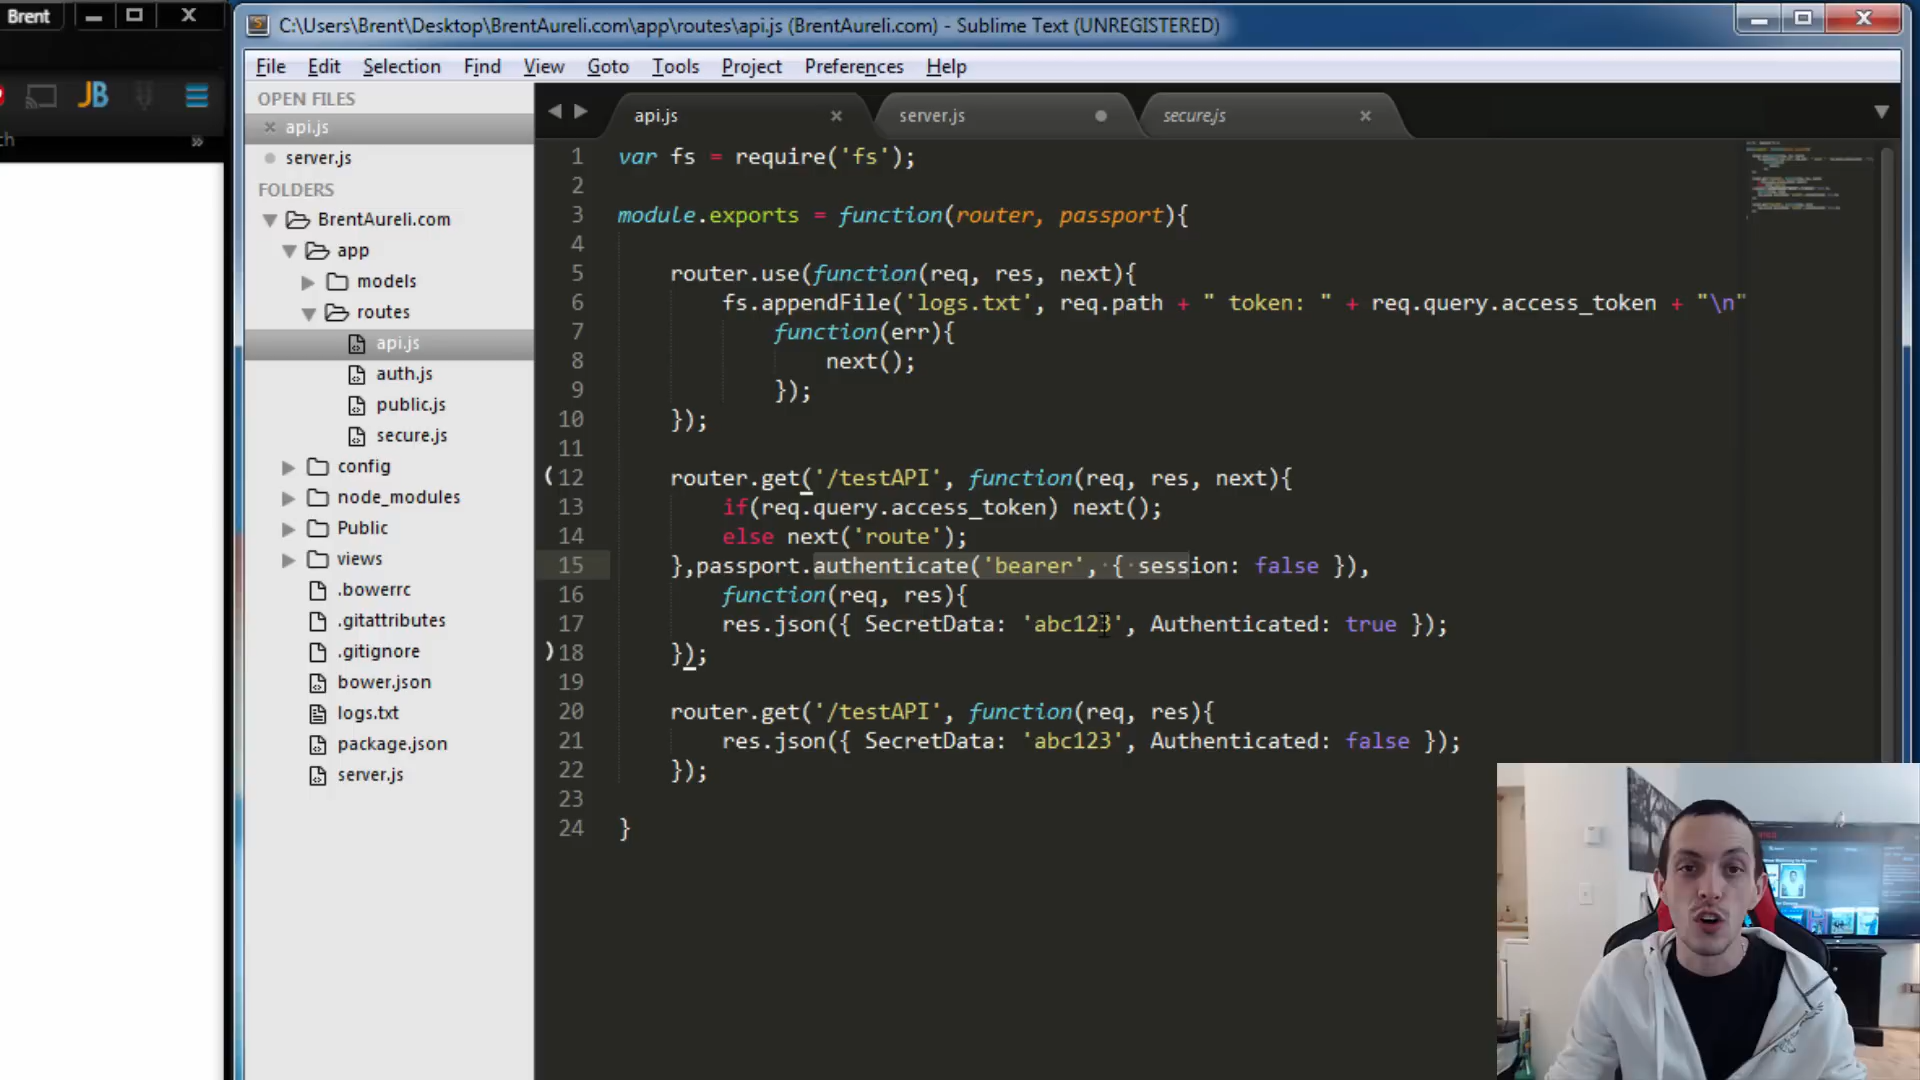 Brent
C:\Users\Brent\Desktop\BrentAureli.com\app\routes\api.js (BrentAureli.com) - Sublime Text (UNREGISTERED)
File Edit Selection Find View Goto Tools Project Preferences Help
JB
ch
»
OPEN FILES
api.js
server.js
FOLDERS
BrentAureli.com
app
models
routes
api.js
auth.js
public.js
secure.js
config
node_modules
Public
views
.bowerrc
.gitattributes
.gitignore
bower.json
logs.txt
package.json
server.js
api.js server.js secure.js
1 var fs = require('fs');
2
3 module.exports = function(router, passport){
4
5 router.use(function(req, res, next){
6 fs.appendFile('logs.txt', req.path + " token: " + req.query.access_token + "\n"
7 function(err){
8 next();
9 });
10 });
11
12 router.get('/testAPI', function(req, res, next){
13 if(req.query.access_token) next();
14 else next('route');
15 },passport.authenticate('bearer', { session: false }),
16 function(req, res){
17 res.json({ SecretData: 'abc123', Authenticated: true });
18 });
19
20 router.get('/testAPI', function(req, res){
21 res.json({ SecretData: 'abc123', Authenticated: false });
22 });
23
24 }